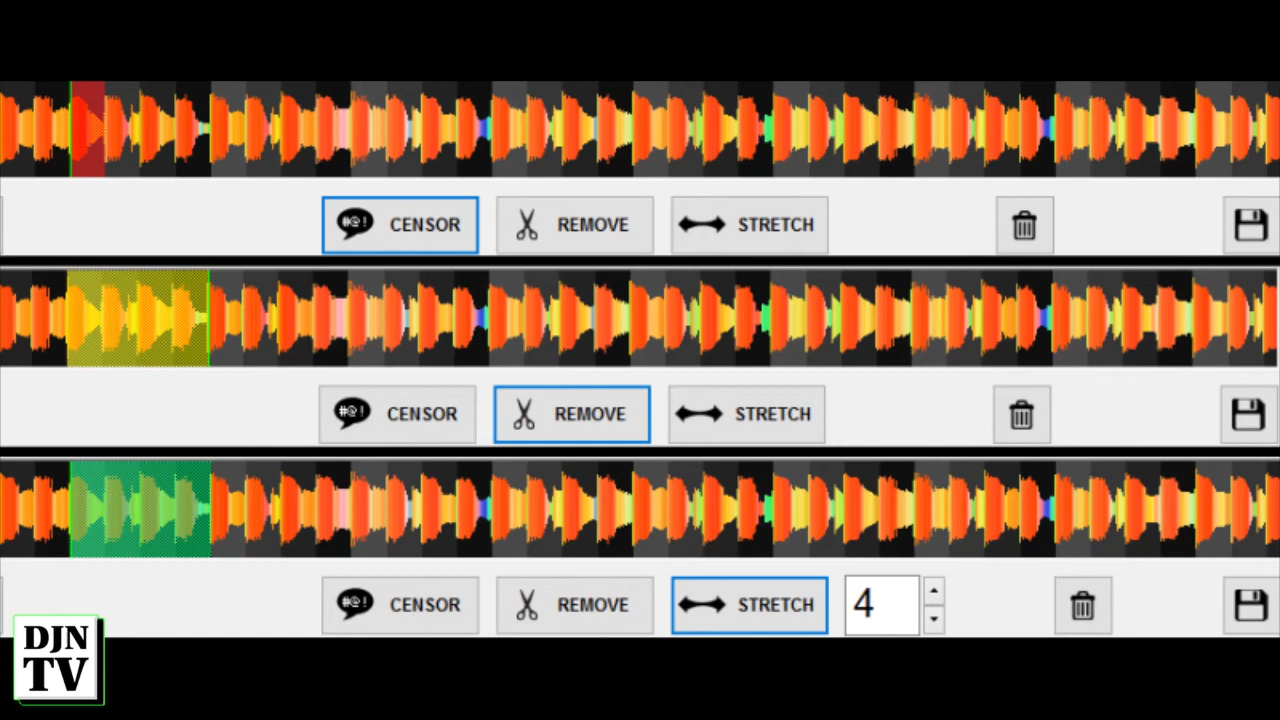 #@! CENSOR REMOVE STRETCH
#@! CENSOR REMOVE STRETCH
#@! CENSOR REMOVE STRETCH 4
DJN
TV